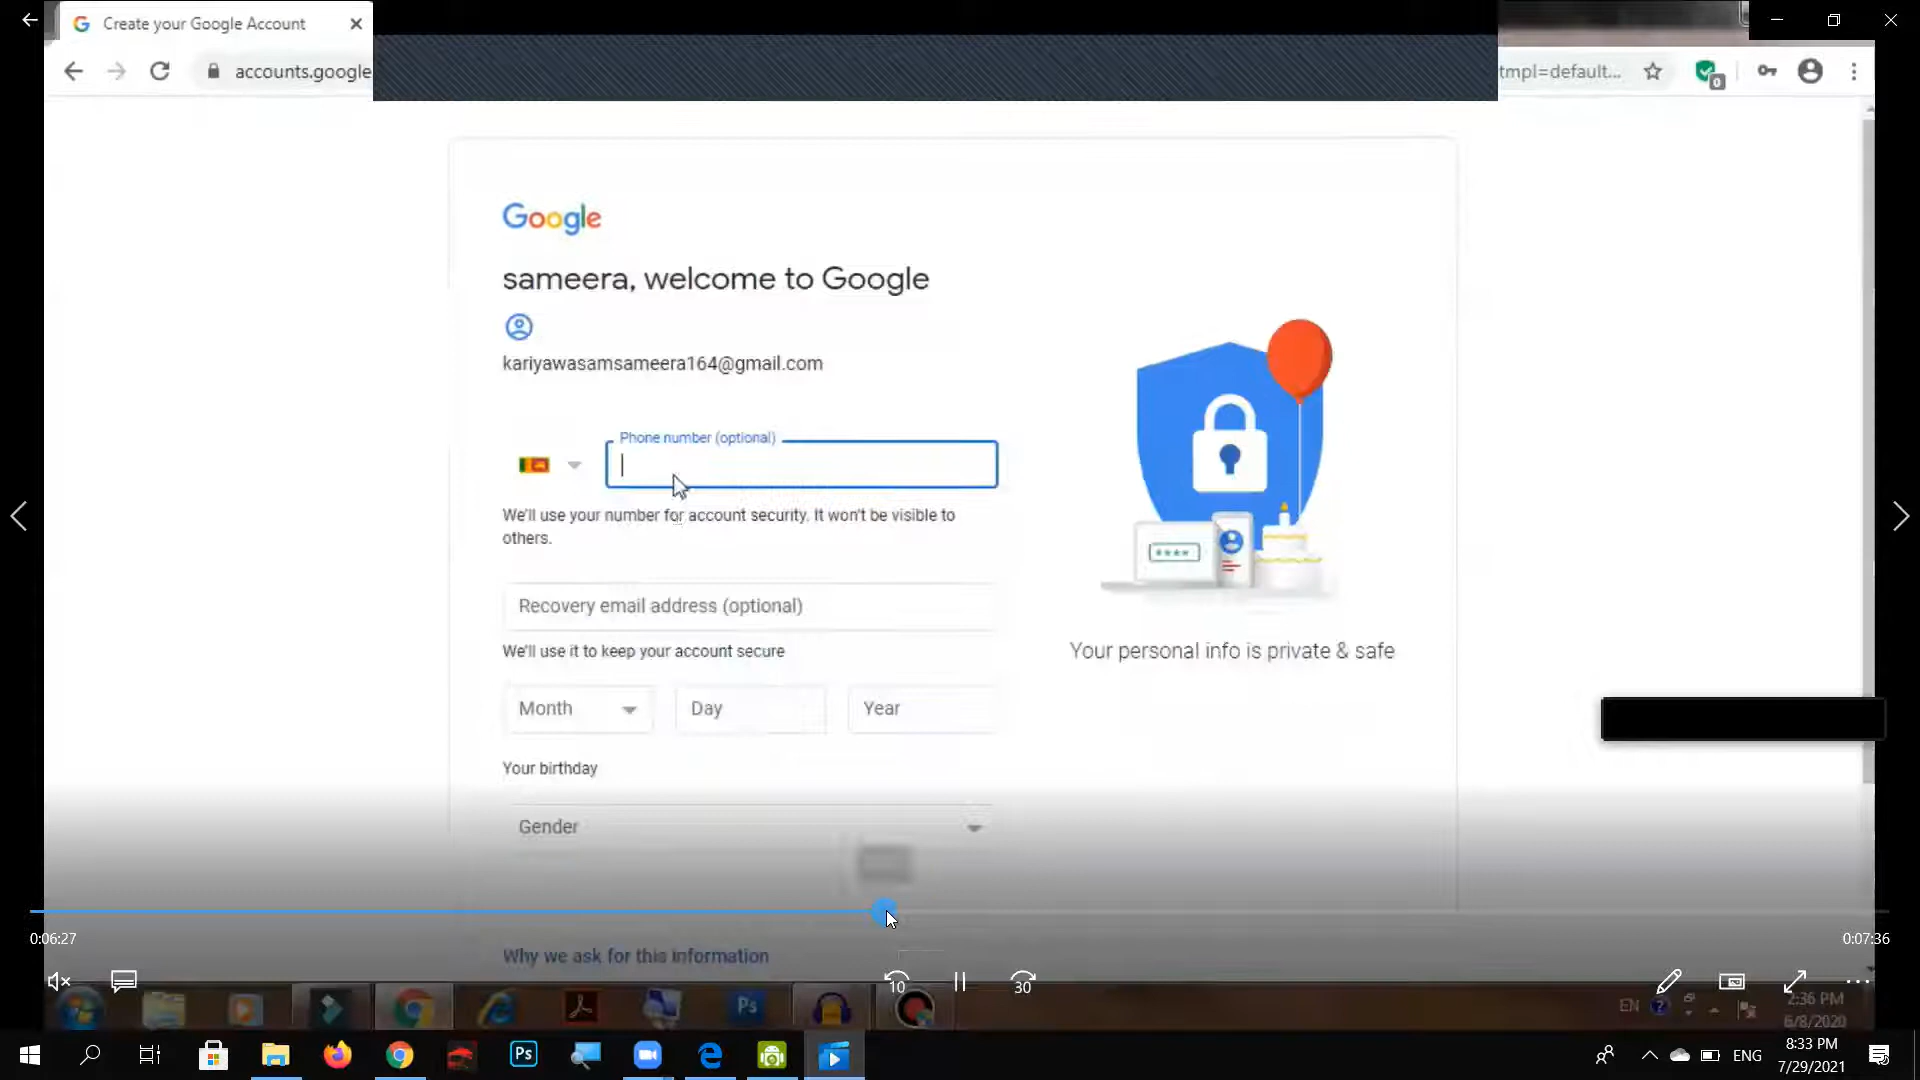 Create your Google Account
accounts.google
tmpl=default...
0
Google
sameera, welcome to Google
kariyawasamsameera164@gmail.com
Phone number (optional)
We'll use your number for account security. It won't be visible to
others.
Recovery email address (optional)
We'll use it to keep your account secure
Month
Day
Year
Your birthday
Gender
Your personal info is private & safe
0:06:27
0:07:36
Why we ask for this information
10
30
Ps
EN
2:36 PM
6/8/2020
Ps
ENG
8:33 PM
7/29/2021